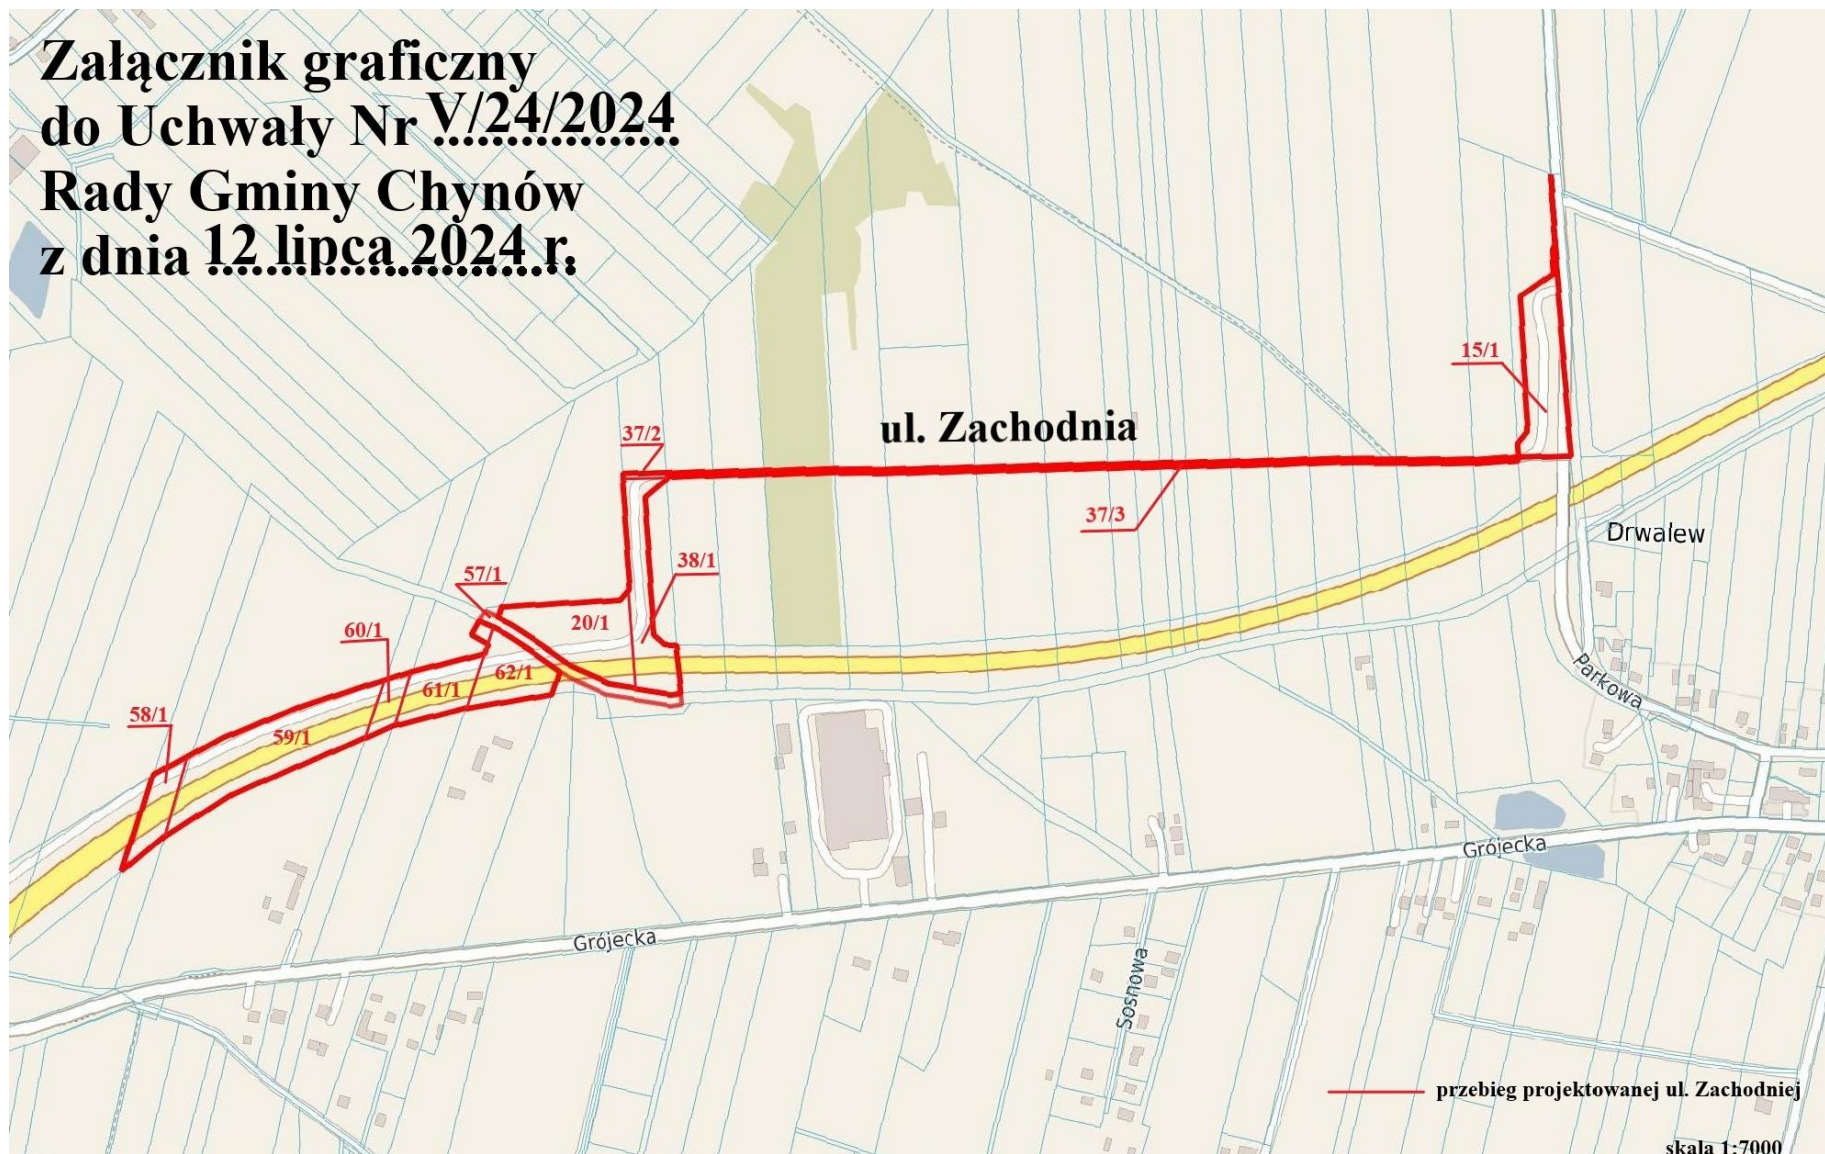 Załącznik graficzny
do Uchwały Nr V/24/2024
Rady Gminy Chynów
z dnia 12 lipca 2024 r.
15/1
37/2
ul. Zachodnia
37/3
Drwalew
38/1
57/1
20/1
60/1
62/1
61/1
Parkowa
58/1
59/1
Grójecka
Grójecka
Sosnowa
przebieg projektowanej ul. Zachodniej
skala 1:7000